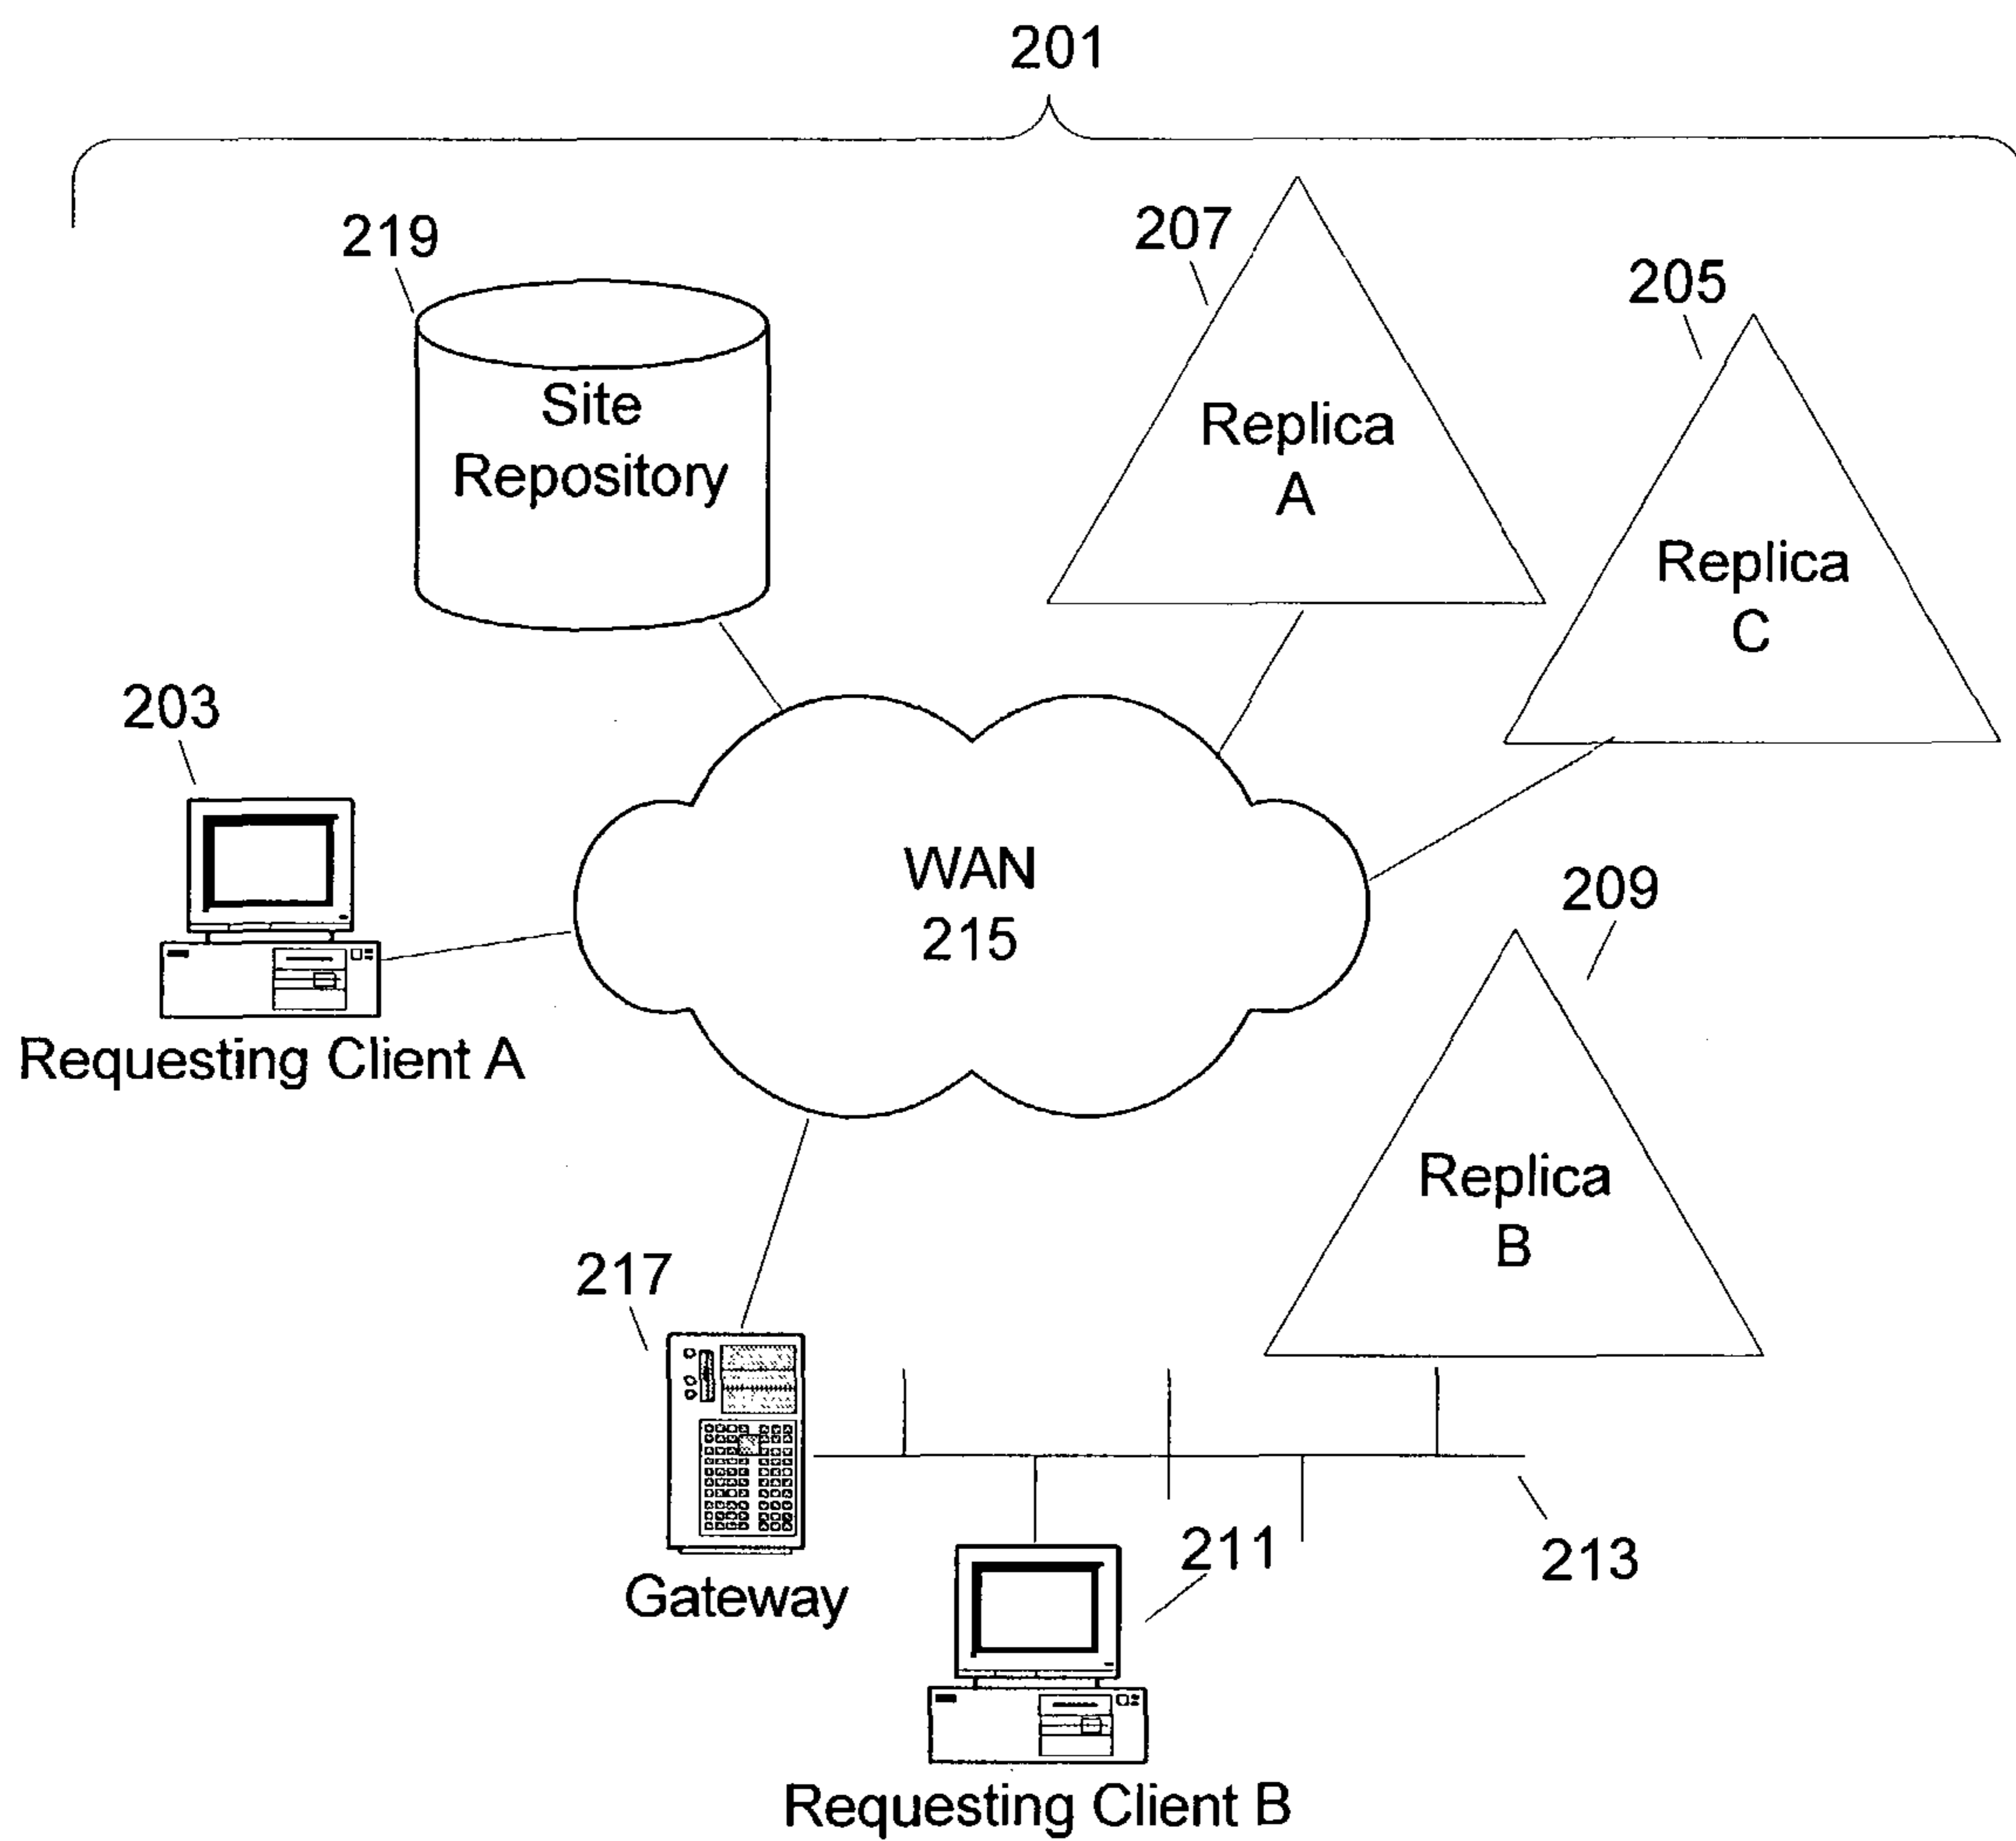 201
219
207
205
Site
Repository
Replica
A
Replica
C
203
WAN
215
209
Requesting Client A
Replica
B
217
211
213
Gateway
Requesting Client B